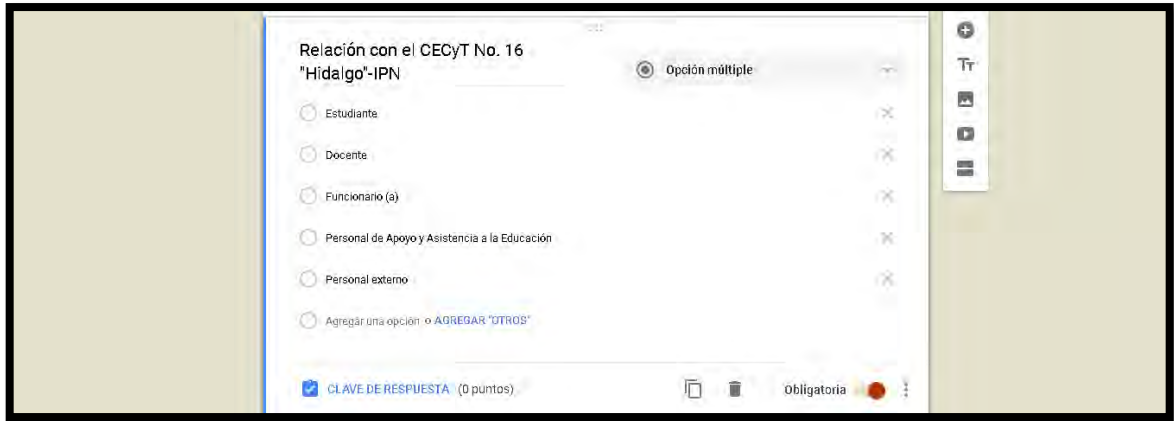 Relación con el CECyT No. 16
"Hidalgo"-IPN
Opción múltiple
Estudiante
Docente
Funcionario (a)
Personal de Apoyo y Asistencia a la Educación
Personal externo
Agregar una opción o AGREGAR "OTROS"
CLAVE DE RESPUESTA (0 puntos)
Obligatoria
Tт